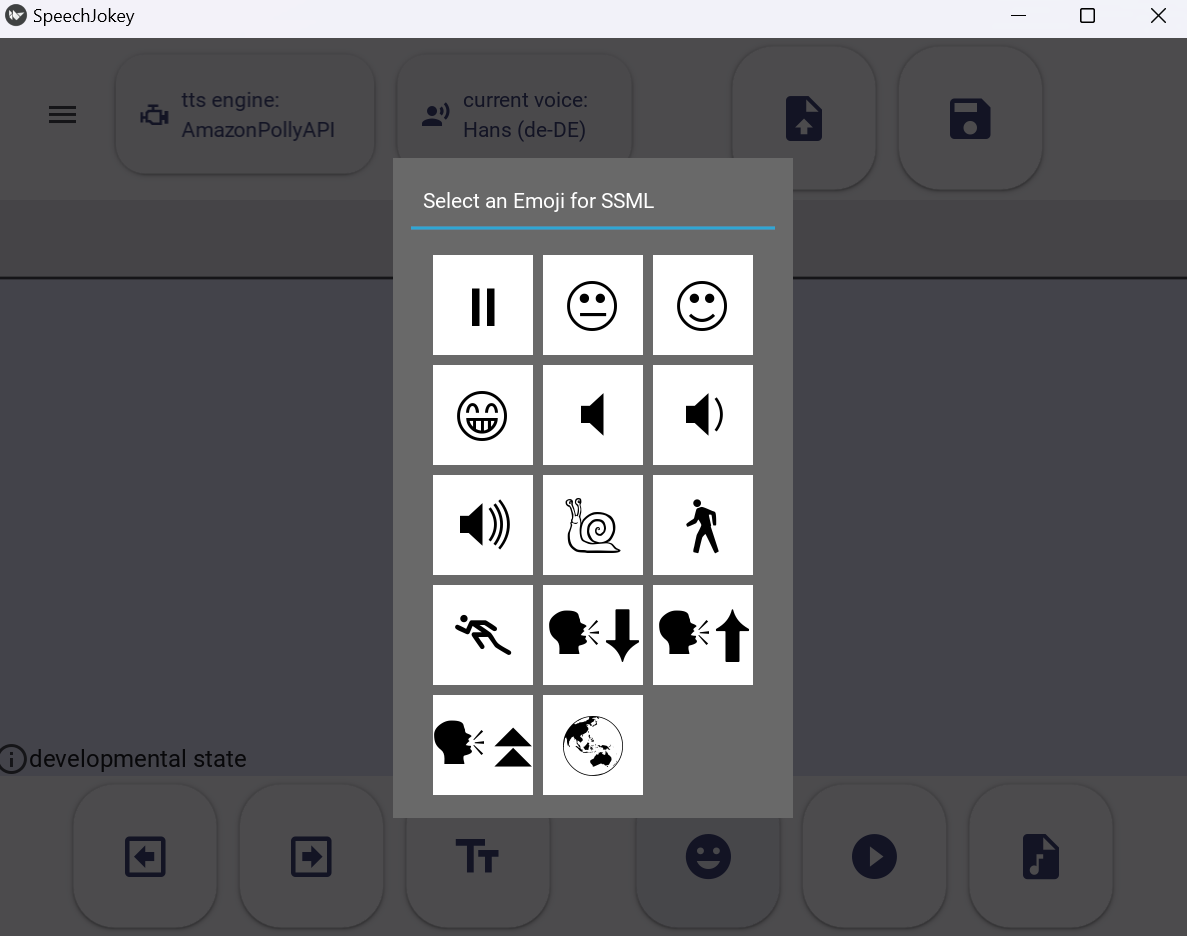 SpeechJokey
tts engine:
AmazonPollyAPI
current voice:
Hans (de-DE)
Select an Emoji for SSML
developmental state